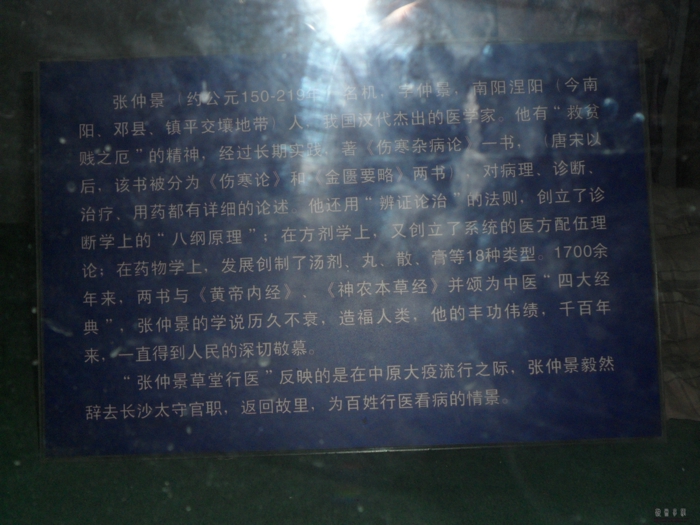 张仲景（约公元150-219年）名机，字仲景，南阳涅阳（今南
阳、邓县、镇平交壤地带）人，我国汉代杰出的医学家。他有“救贫
贱之厄”的精神，经过长期实践，著《伤寒杂病论》一书，（唐宋以
后，该书被分为《伤寒论》和《金匮要略》两书），对病理、诊断、
治疗、用药都有详细的论述，他还用“辨证论治”的法则，创立了诊
断学上的“八纲原理”；在方剂学上，又创立了系统的医方配伍理
论；在药物学上，发展创制了汤剂、丸、散、膏等18种类型。1700余
年来，两书与《黄帝内经》、《神农本草经》并颂为中医“四大经
典”，张仲景的学说历久不衰，造福人类，他的丰功伟绩，千百年
来，一直得到人民的深切敬慕。
“张仲景草堂行医”反映的是在中原大疫流行之际，张仲景毅然
辞去长沙太守官职，返回故里，为百姓行医看病的情景。